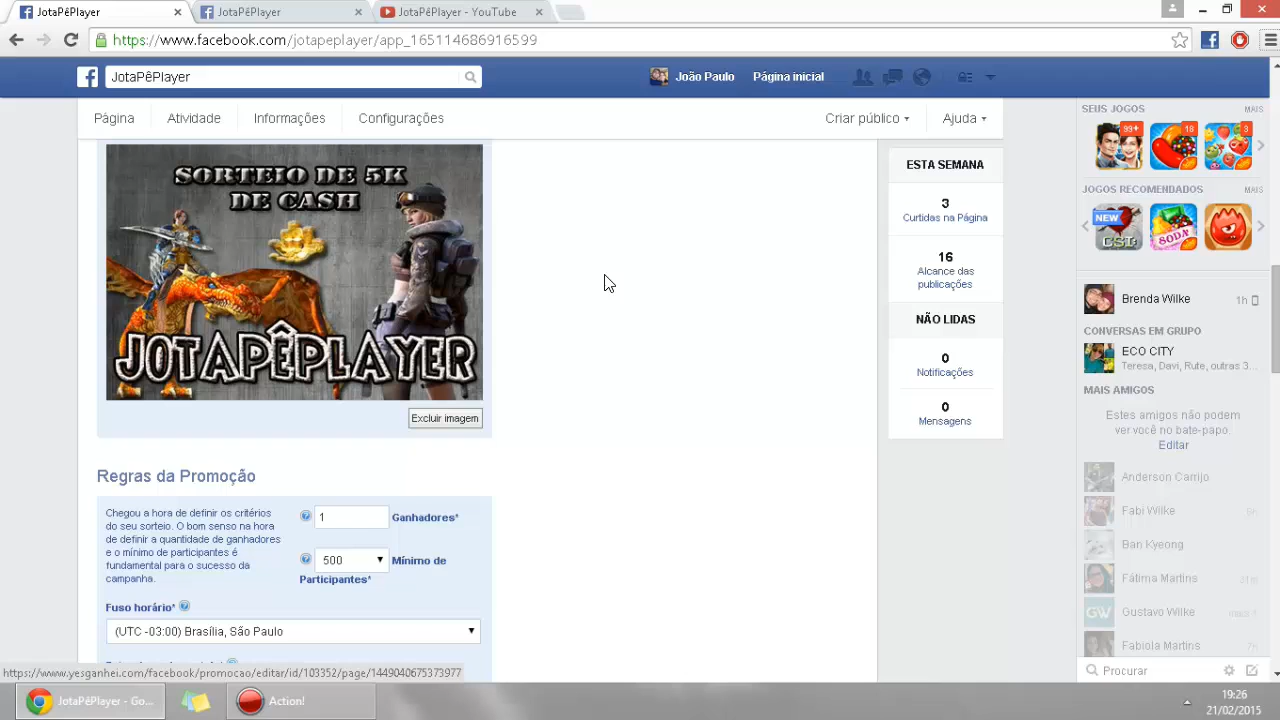 JotaPêPlayer
JotaPêPlayer
JotaPêPlayer - YouTube
https://www.facebook.com/jotapeplayer/app_165114686916599
JotaPêPlayer
João Paulo
Página inicial
Página
Atividade
Informações
Configurações
Criar público
Ajuda
SORTEIO DE 5K
DE CASH
JOTAPÊPLAYER
Excluir imagem
Regras da Promoção
Chegou a hora de definir os critérios
do seu sorteio. O bom senso na hora
de definir a quantidade de ganhadores
e o mínimo de participantes é
fundamental para o sucesso da
campanha.
1
Ganhadores*
500
Mínimo de
Participantes*
Fuso horário*
(UTC -03:00) Brasília, São Paulo
https://www.yesganhei.com/facebook/promocao/editar/id/103352/page/1449040675373977
ESTA SEMANA
3
Curtidas na Página
16
Alcance das
publicações
NÃO LIDAS
0
Notificações
0
Mensagens
SEUS JOGOS
MAIS
99+
18
3
JOGOS RECOMENDADOS
MAIS
NEW
CSI
SODA
Brenda Wilke
1h
CONVERSAS EM GRUPO
ECO CITY
Teresa, Davi, Rute, outras 3...
MAIS AMIGOS
Estes amigos não podem
ver você no bate-papo.
Editar
Anderson Carrijo
Fabi Wilke
Ban Kyeong
Fátima Martins
GW
Gustavo Wilke
Fabiola Martins
Procurar
JotaPêPlayer - Go...
Action!
19:26
21/02/2015